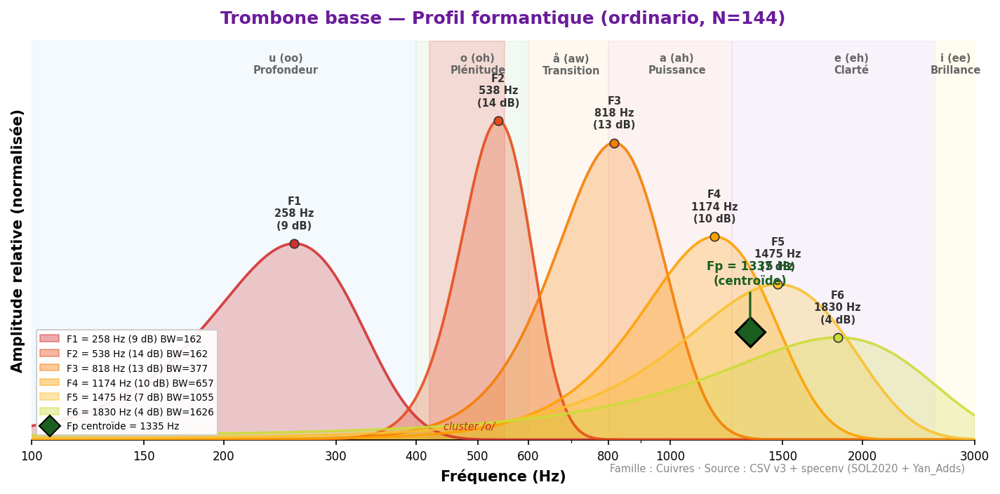 Trombone basse — Profil formantique (ordinario, N=144)
u (oo)
Profondeur
o (oh)
Plénitude
å (aw)
Transition
a (ah)
Puissance
e (eh)
Clarté
i (ee)
Brillance
F1
258 Hz
(9 dB)
F2
538 Hz
(14 dB)
F3
818 Hz
(13 dB)
F4
1174 Hz
(10 dB)
F5
1475 Hz
(7 dB)
Fp = 1335 Hz
(centroïde)
F6
1830 Hz
(4 dB)
cluster /o/
F1 = 258 Hz (9 dB) BW=162
F2 = 538 Hz (14 dB) BW=162
F3 = 818 Hz (13 dB) BW=377
F4 = 1174 Hz (10 dB) BW=657
F5 = 1475 Hz (7 dB) BW=1055
F6 = 1830 Hz (4 dB) BW=1626
Fp centroïde = 1335 Hz
Amplitude relative (normalisée)
100 150 200 300 400 500 600 800 1000 1500 2000 3000
Fréquence (Hz)
Famille : Cuivres · Source : CSV v3 + specenv (SOL2020 + Yan_Adds)